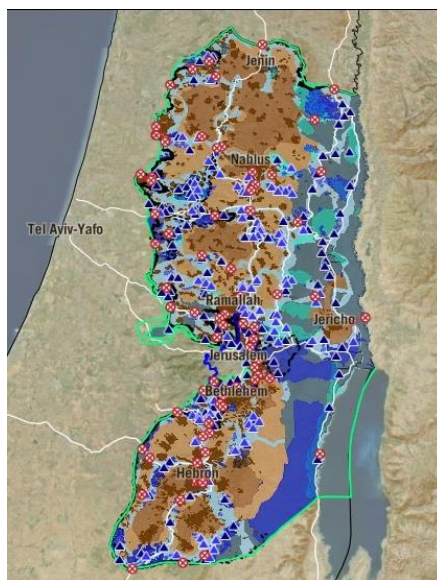 Jenin
Nablus
Tel Aviv-Yafo
Ramallah
Jericho
Jerusalem
Bethlehem
Hebron